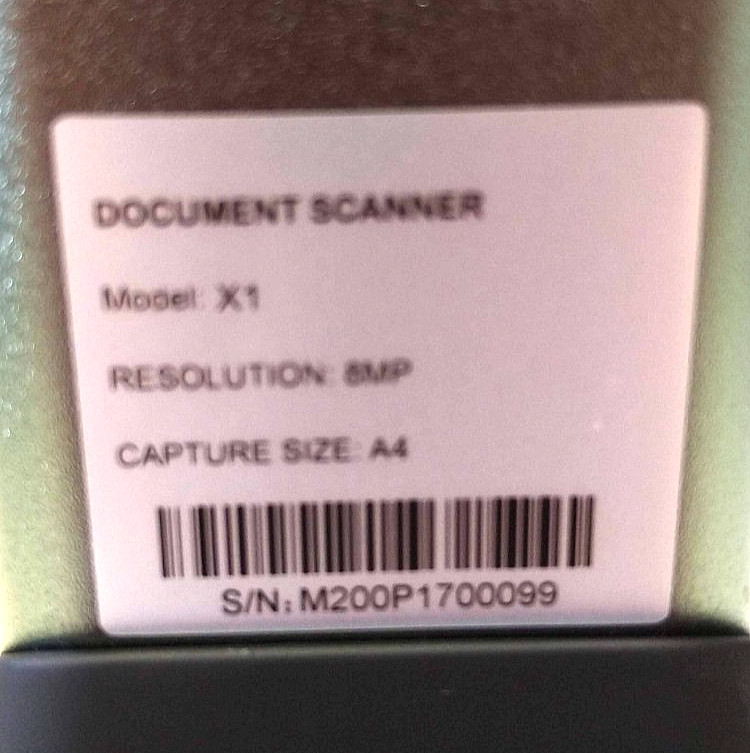 DOCUMENT SCANNER
Model: X1
RESOLUTION: 8MP
CAPTURE SIZE: A4
S/N: M200P1700099